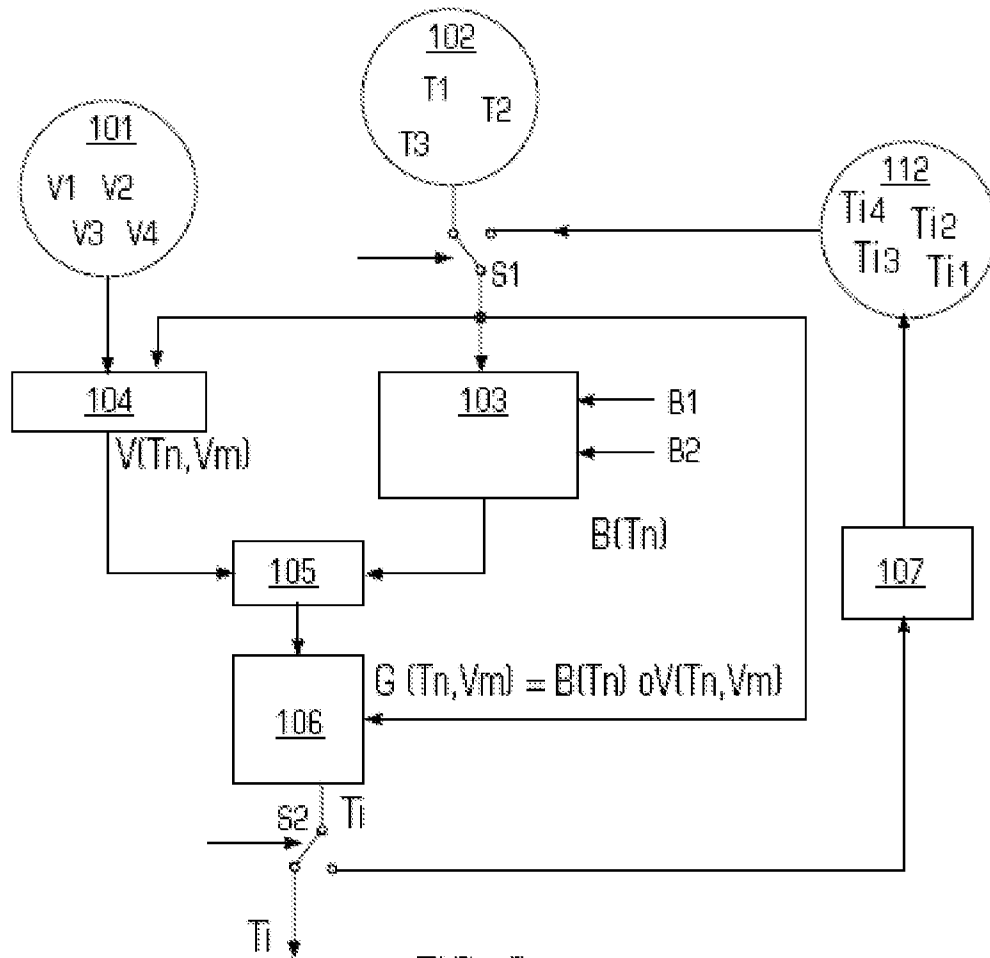 102
T1
T2
T3
101
V1 V2
V3 V4
112
Ti4
Ti2
Ti3
Ti1
S1
104
103
B1
V(Tn,Vm)
B2
B(Tn)
105
107
G (Tn,Vm) = B(Tn) oV(Tn,Vm)
106
S2
Ti
Ti